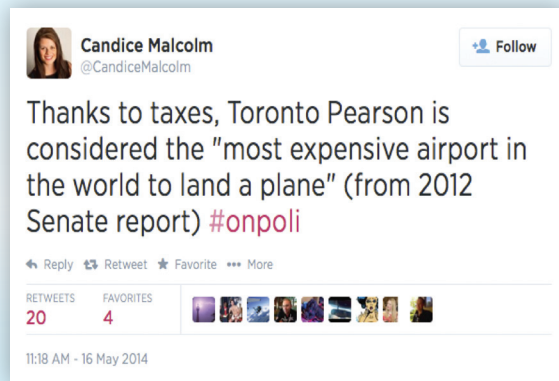 Candice Malcolm
@CandiceMalcolm
Follow
Thanks to taxes, Toronto Pearson is
considered the "most expensive airport in
the world to land a plane" (from 2012
Senate report) #onpoli
Reply Retweet Favorite More
RETWEETS FAVORITES
20 4
11:18 AM - 16 May 2014